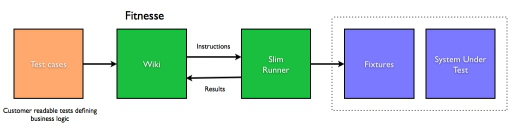 Fitnesse
Test cases
Wiki
Instructions
Results
Slim
Runner
Fixtures
System Under
Test
Customer readable tests defining
business logic